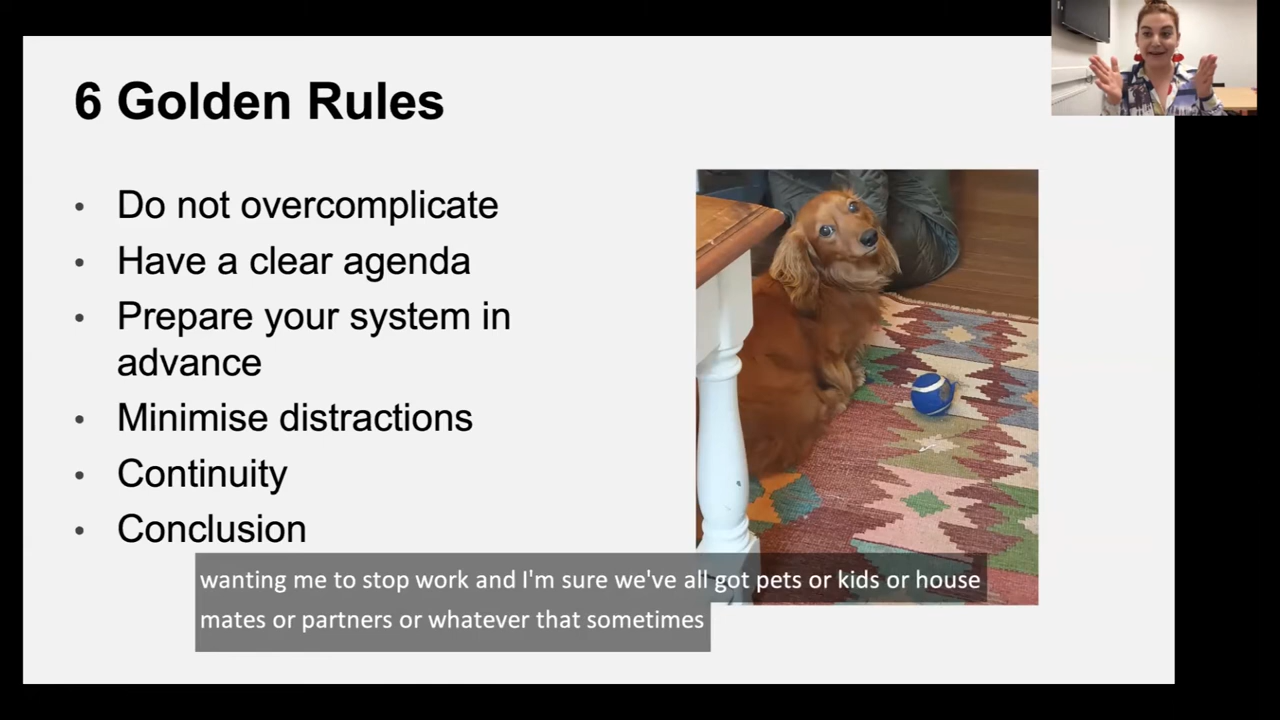 6 Golden Rules
• Do not overcomplicate
• Have a clear agenda
• Prepare your system in
advance
• Minimise distractions
• Continuity
• Conclusion
wanting me to stop work and I'm sure we've all got pets or kids or house
mates or partners or whatever that sometimes